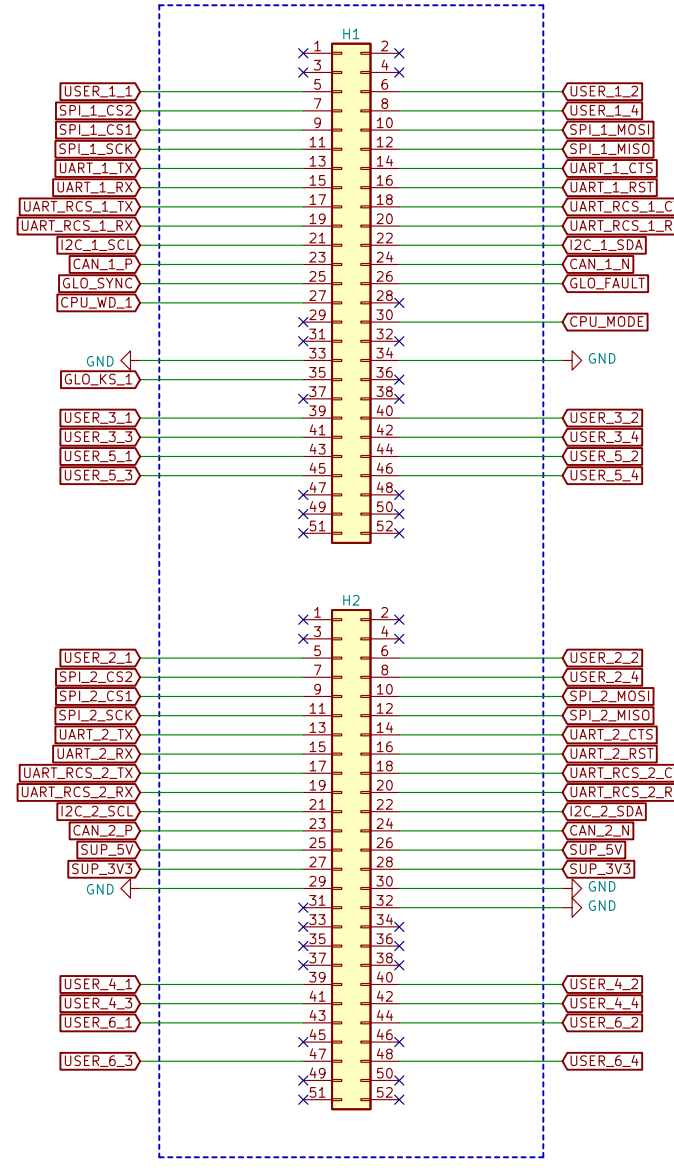 H1
1 2
3 4
USER_1_1 5 6 USER_1_2
SPI_1_CS2 7 8 USER_1_4
SPI_1_CS1 9 10 SPI_1_MOSI
SPI_1_SCK 11 12 SPI_1_MISO
UART_1_TX 13 14 UART_1_CTS
UART_1_RX 15 16 UART_1_RST
UART_RCS_1_TX 17 18 UART_RCS_1_C
UART_RCS_1_RX 19 20 UART_RCS_1_R
I2C_1_SCL 21 22 I2C_1_SDA
CAN_1_P 23 24 CAN_1_N
GLO_SYNC 25 26 GLO_FAULT
CPU_WD_1 27 28
29 30 CPU_MODE
31 32
GND 33 34 GND
GLO_KS_1 35 36
37 38
USER_3_1 39 40 USER_3_2
USER_3_3 41 42 USER_3_4
USER_5_1 43 44 USER_5_2
USER_5_3 45 46 USER_5_4
47 48
49 50
51 52
H2
1 2
3 4
USER_2_1 5 6 USER_2_2
SPI_2_CS2 7 8 USER_2_4
SPI_2_CS1 9 10 SPI_2_MOSI
SPI_2_SCK 11 12 SPI_2_MISO
UART_2_TX 13 14 UART_2_CTS
UART_2_RX 15 16 UART_2_RST
UART_RCS_2_TX 17 18 UART_RCS_2_C
UART_RCS_2_RX 19 20 UART_RCS_2_R
I2C_2_SCL 21 22 I2C_2_SDA
CAN_2_P 23 24 CAN_2_N
SUP_5V 25 26 SUP_5V
SUP_3V3 27 28 SUP_3V3
GND 29 30 GND
31 32 GND
33 34
35 36
37 38
USER_4_1 39 40 USER_4_2
USER_4_3 41 42 USER_4_4
USER_6_1 43 44 USER_6_2
45 46
USER_6_3 47 48 USER_6_4
49 50
51 52